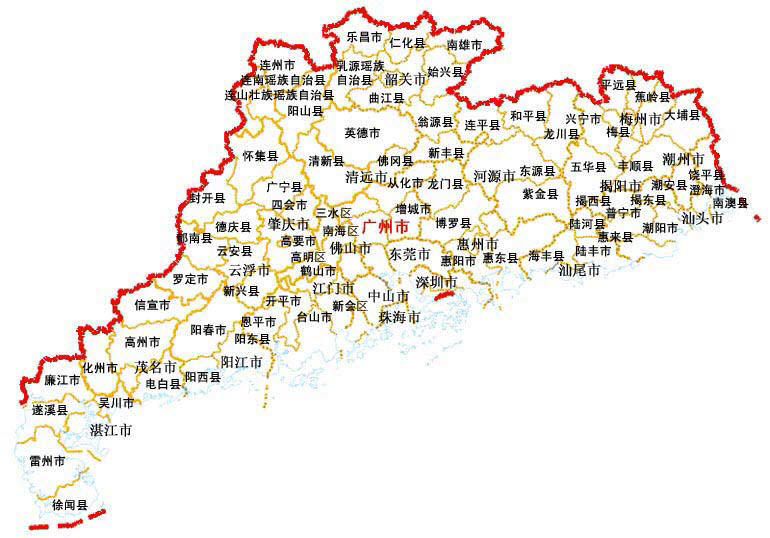 乐昌市
仁化县
南雄市
连州市
乳源瑶族
自治县
连南瑶族自治县
韶关市
始兴县
连山壮族瑶族自治县
曲江县
阳山县
平远县
蕉岭县
大埔县
兴宁市
梅州市
梅县
和平县
龙川县
连平县
翁源县
英德市
新丰县
佛冈县
清新县
怀集县
清远市
从化市
龙门县
河源市
东源县
五华县
丰顺县
潮州市
饶平县
潮安县
澄海市
南澳县
揭阳市
揭西县
揭东县
普宁市
汕头市
紫金县
广宁县
封开县
四会市
三水区
增城市
博罗县
陆河县
惠来县
潮阳市
德庆县
肇庆市
南海区
广州市
郁南县
高要市
佛山市
云安县
高明区
东莞市
惠州市
惠阳市
惠东县
海丰县
陆丰市
汕尾市
云浮市
鹤山市
罗定市
新兴县
江门市
中山市
深圳市
开平市
新会区
台山市
珠海市
信宜市
恩平市
阳春市
阳东县
高州市
阳江市
化州市
茂名市
电白县
阳西县
廉江市
吴川市
遂溪县
湛江市
雷州市
徐闻县